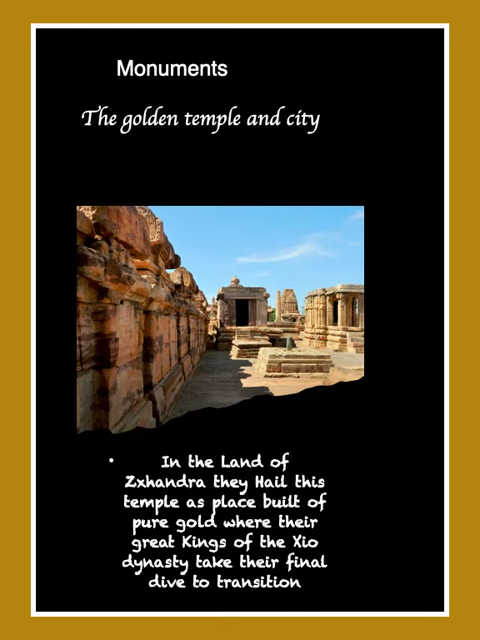 Monuments
The golden temple and city
• In the Land of
Zxhandra they Hail this
temple as place built of
pure gold where their
great Kings of the Xio
dynasty take their final
dive to transition